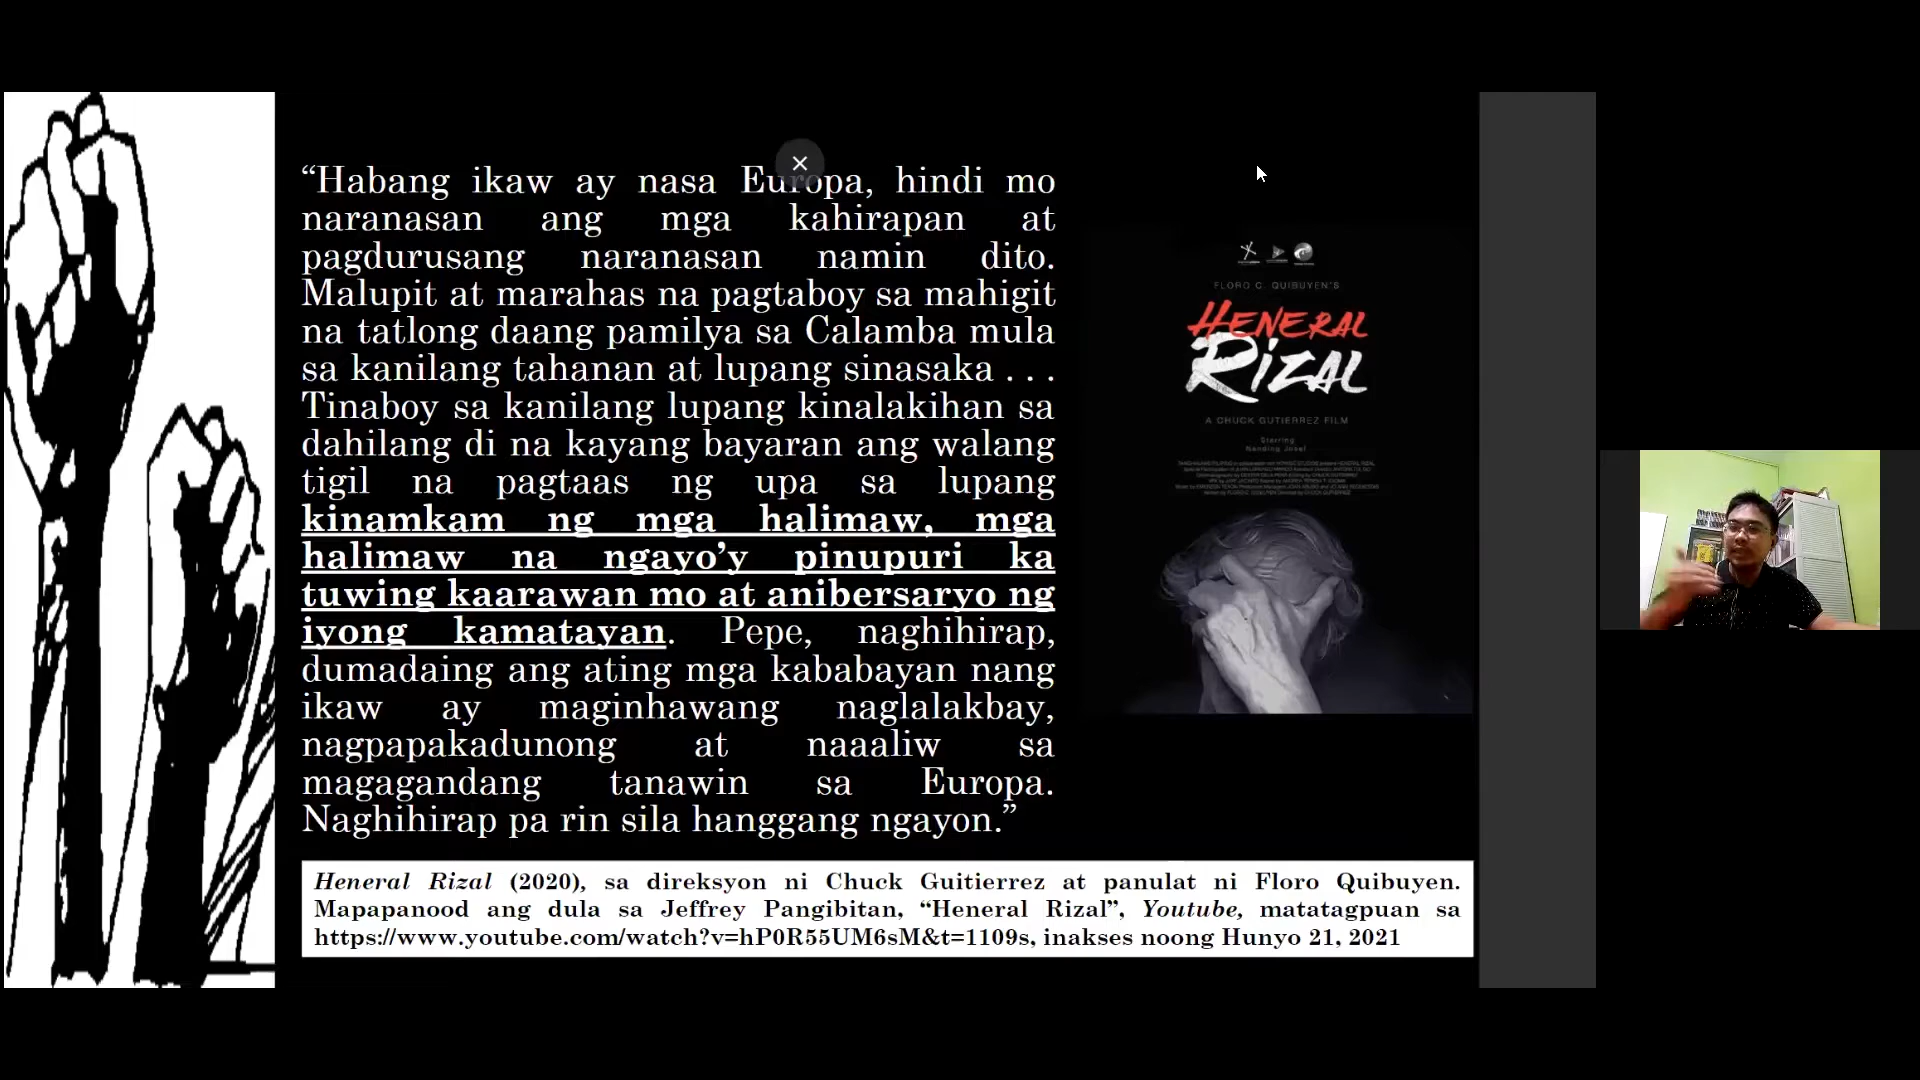 “Habang ikaw ay nasa Europa, hindi mo
naranasan ang mga kahirapan at
pagdurusang naranasan namin dito.
Malupit at marahas na pagtaboy sa mahigit
na tatlong daang pamilya sa Calamba mula
sa kanilang tahanan at lupang sinasaka . . .
Tinaboy sa kanilang lupang kinalakihan sa
dahilang di na kayang bayaran ang walang
tigil na pagtaas ng upa sa lupang
kinamkam ng mga halimaw, mga
halimaw na ngayo’y pinupuri ka
tuwing kaarawan mo at anibersaryo ng
iyong kamatayan. Pepe, naghihirap,
dumadaing ang ating mga kababayan nang
ikaw ay maginhawang naglalakbay,
nagpapakadunong at naaaliw sa
magagandang tanawin sa Europa.
Naghihirap pa rin sila hanggang ngayon.”
FLORO C. QUIBUYEN'S
HENERAL
RIZAL
A CHUCK GUTIERREZ FILM
Starring
Nanding Josef
Heneral Rizal (2020), sa direksyon ni Chuck Guitierrez at panulat ni Floro Quibuyen.
Mapapanood ang dula sa Jeffrey Pangibitan, “Heneral Rizal”, Youtube, matatagpuan sa
https://www.youtube.com/watch?v=hP0R55UM6sM&t=1109s, inakses noong Hunyo 21, 2021